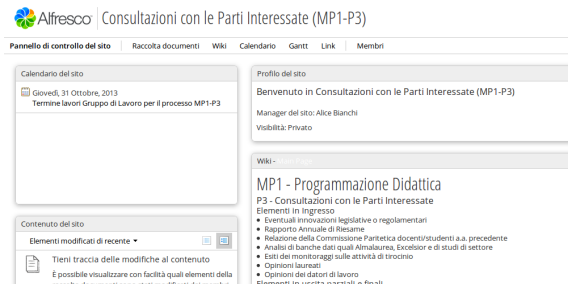 Alfresco Consultazioni con le Parti Interessate (MP1-P3)
Pannello di controllo del sito Raccolta documenti Wiki Calendario Gantt Link Membri
Calendario del sito
Giovedì, 31 Ottobre, 2013
Termine lavori Gruppo di Lavoro per il processo MP1-P3
Profilo del sito
Benvenuto in Consultazioni con le Parti Interessate (MP1-P3)
Manager del sito: Alice Bianchi
Visibilità: Privato
Wiki -
MP1 - Programmazione Didattica
P3 - Consultazioni con le Parti Interessate
Elementi in Ingresso
• Eventuali innovazioni legislative o regolamentari
• Rapporto Annuale di Riesame
• Relazione della Commissione Paritetica docenti/studenti a.a. precedente
• Analisi di banche dati quali Almalaurea, Excelsior e di studi di settore
• Esiti del monitoraggi sulle attività di tirocinio
• Opinioni laureati
• Opinioni dei datori di lavoro
Elementi in uscita parziali e finali
Contenuto del sito
Elementi modificati di recente
Tieni traccia delle modifiche al contenuto
È possibile visualizzare con facilità quali elementi della